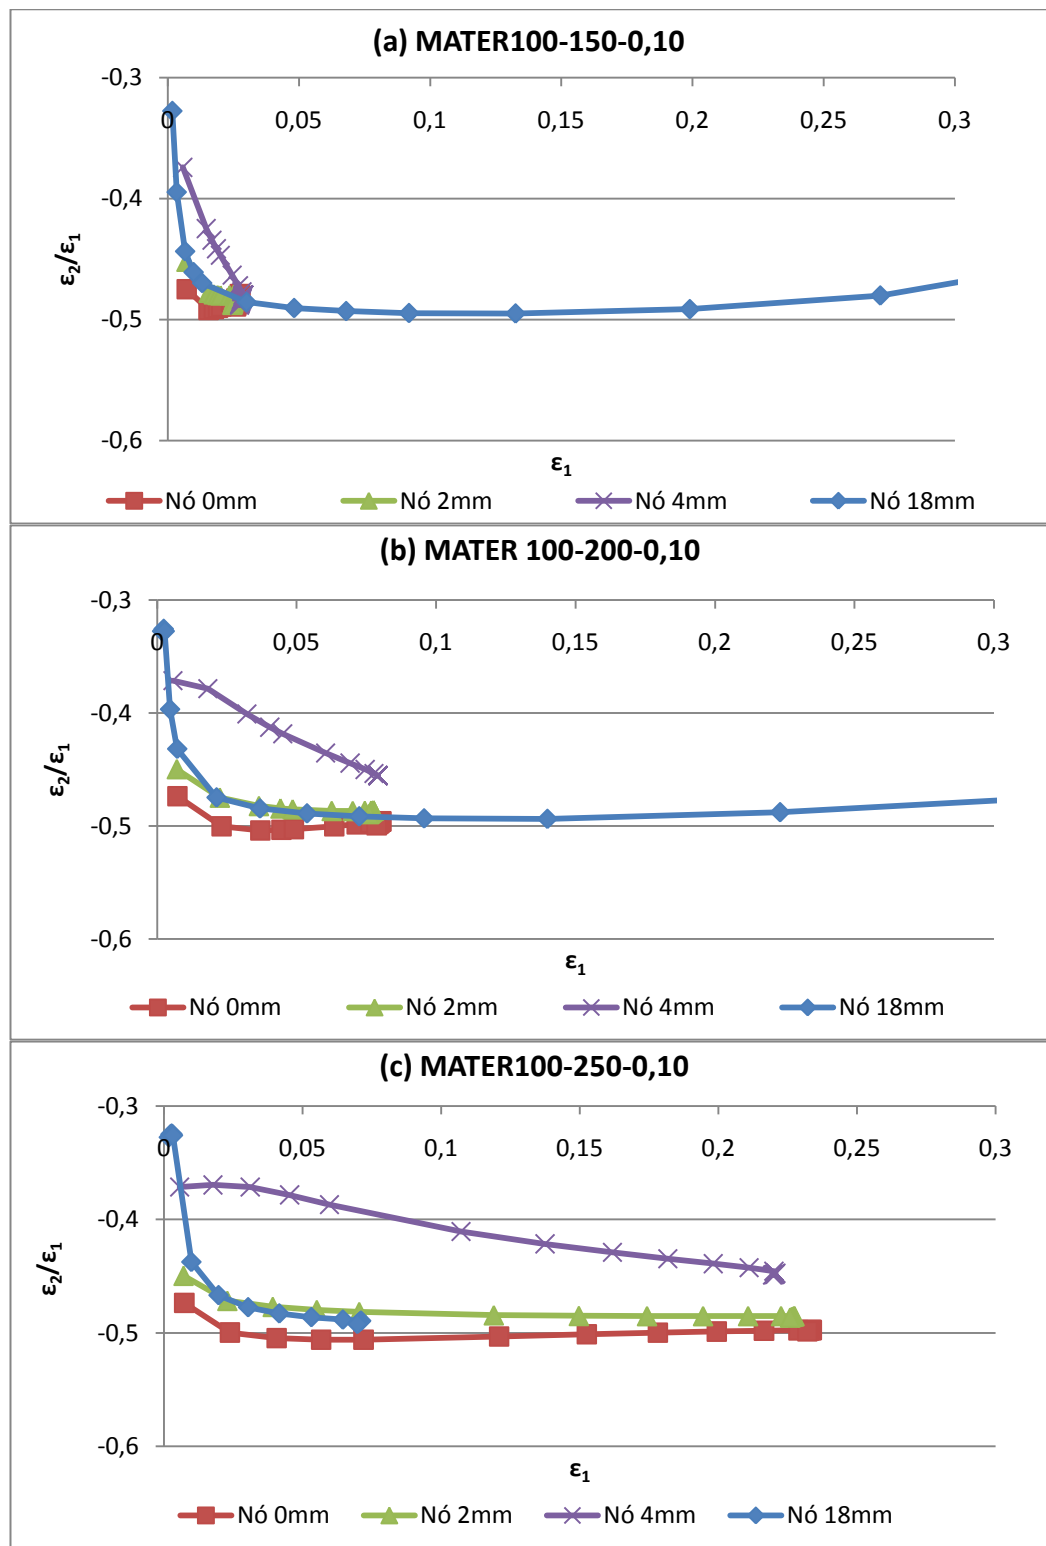 (a) MATER100-150-0,10
-0,3
0 0,05 0,1 0,15 0,2 0,25 0,3
-0,4
ε2/ε1
-0,5
-0,6
ε1
Nó 0mm Nó 2mm Nó 4mm Nó 18mm
(b) MATER 100-200-0,10
-0,3
0 0,05 0,1 0,15 0,2 0,25 0,3
-0,4
ε2/ε1
-0,5
-0,6
ε1
Nó 0mm Nó 2mm Nó 4mm Nó 18mm
(c) MATER100-250-0,10
-0,3
0 0,05 0,1 0,15 0,2 0,25 0,3
-0,4
ε2/ε1
-0,5
-0,6
ε1
Nó 0mm Nó 2mm Nó 4mm Nó 18mm